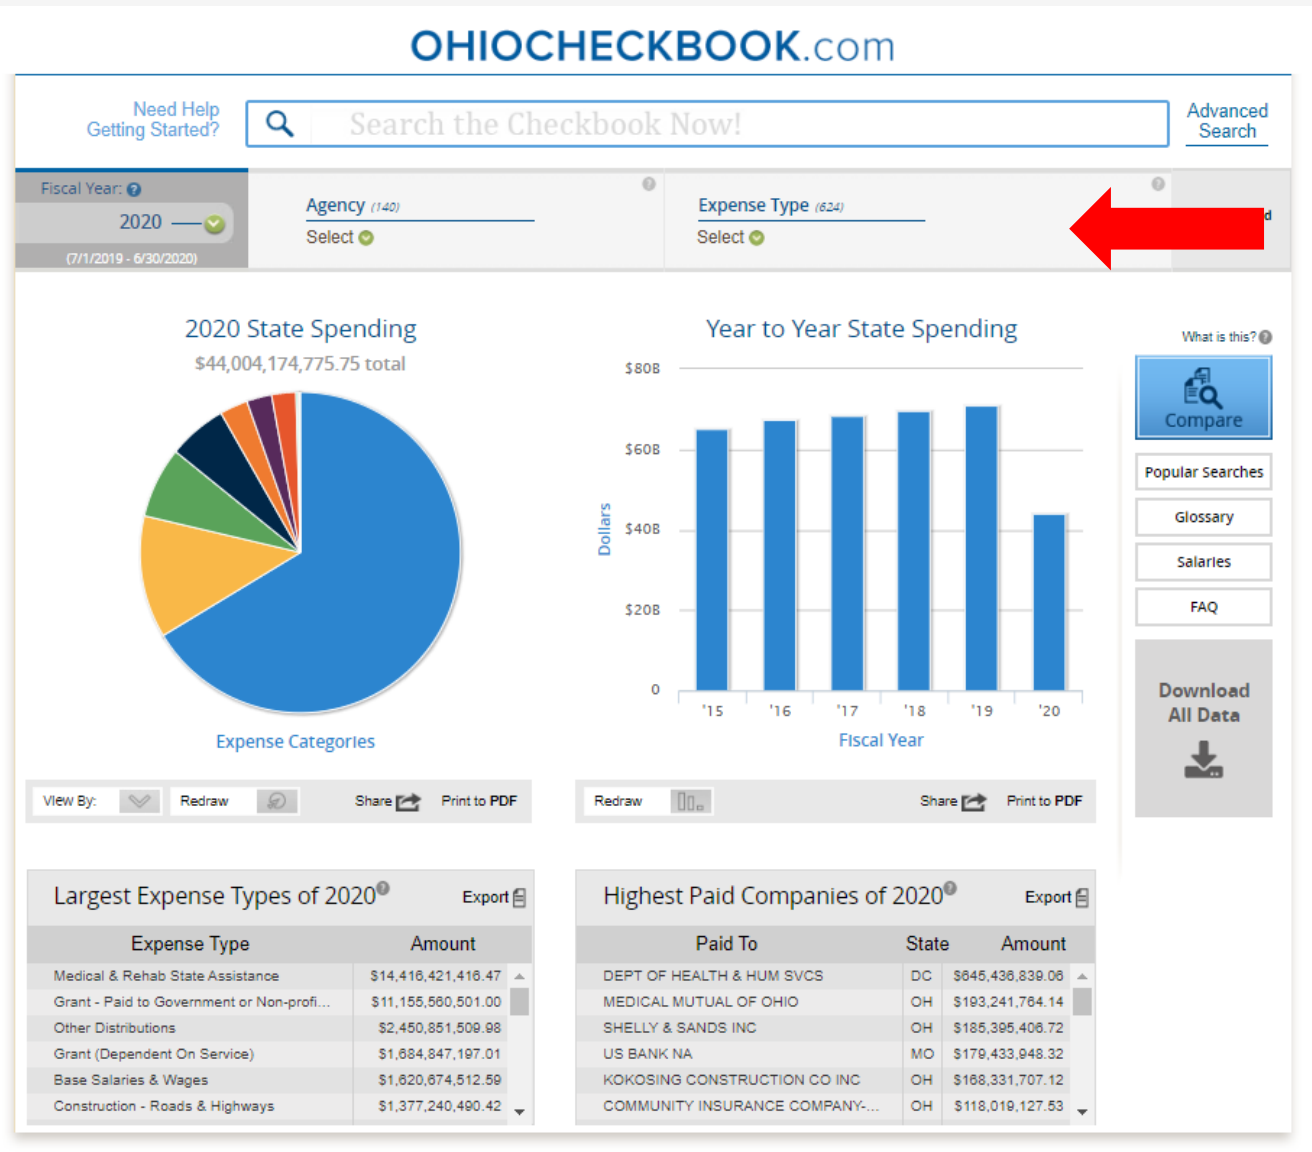 OHIOCHECKBOOK.com
Need Help
Getting Started?
Search the Checkbook Now!
Advanced
Search
Fiscal Year:
2020
(7/1/2019 - 6/30/2020)
Agency (140)
Select
Expense Type (624)
Select
2020 State Spending
$44,004,174,775.75 total
Expense Categories
Year to Year State Spending
$80B
$60B
$40B
$20B
0
Dollars
'15 '16 '17 '18 '19 '20
Fiscal Year
What is this?
Compare
Popular Searches
Glossary
Salaries
FAQ
Download
All Data
View By: Redraw Share Print to PDF
Redraw Share Print to PDF
Largest Expense Types of 2020 Export
Expense Type Amount
Medical & Rehab State Assistance $14,416,421,416.47
Grant - Paid to Government or Non-profi... $11,155,560,501.00
Other Distributions $2,450,851,509.98
Grant (Dependent On Service) $1,684,847,197.01
Base Salaries & Wages $1,620,674,512.59
Construction - Roads & Highways $1,377,240,490.42
Highest Paid Companies of 2020 Export
Paid To State Amount
DEPT OF HEALTH & HUM SVCS DC $645,436,839.06
MEDICAL MUTUAL OF OHIO OH $193,241,764.14
SHELLY & SANDS INC OH $185,395,406.72
US BANK NA MO $179,433,948.32
KOKOSING CONSTRUCTION CO INC OH $168,331,707.12
COMMUNITY INSURANCE COMPANY-... OH $118,019,127.53